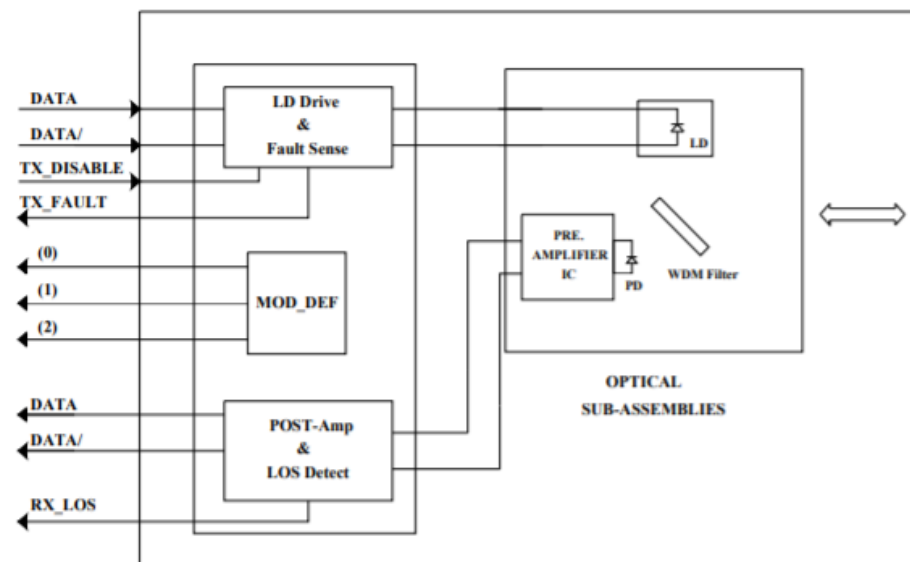 DATA
DATA/
TX_DISABLE
TX_FAULT
(0)
(1)
(2)
DATA
DATA/
RX_LOS
LD Drive
&
Fault Sense
MOD_DEF
POST-Amp
&
LOS Detect
LD
PRE.
AMPLIFIER
IC
PD
WDM Filter
OPTICAL
SUB-ASSEMBLIES